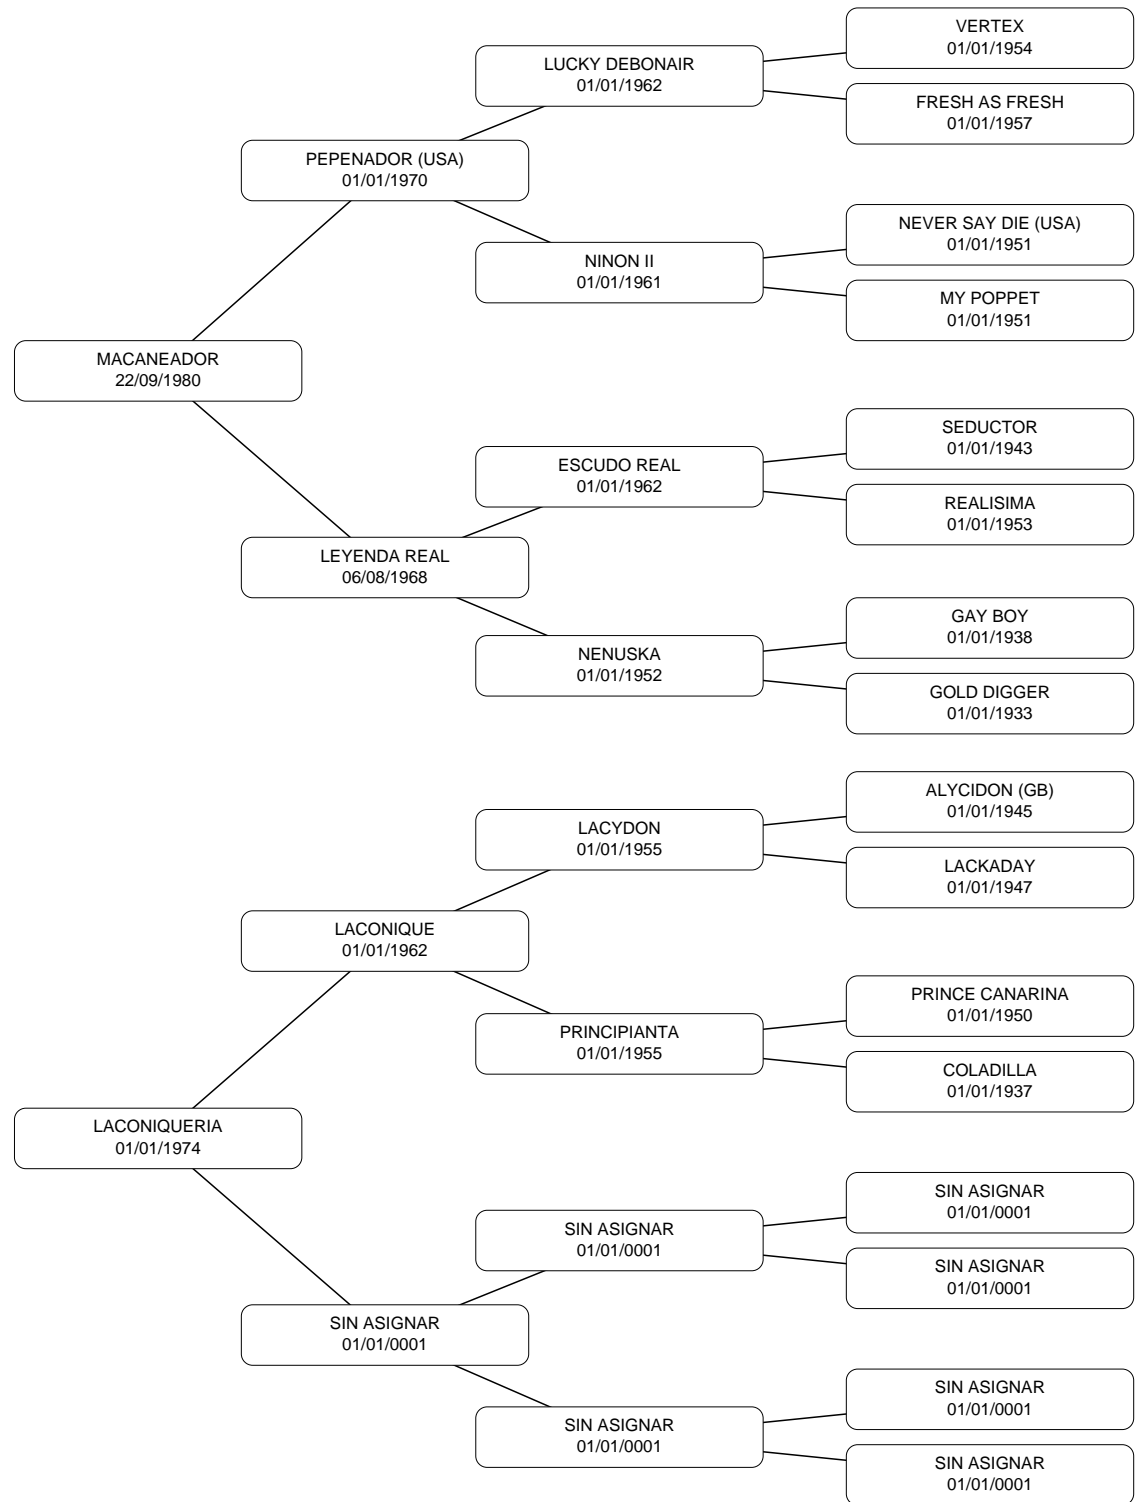 VERTEX
01/01/1954
LUCKY DEBONAIR
01/01/1962
FRESH AS FRESH
01/01/1957
PEPENADOR (USA)
01/01/1970
NEVER SAY DIE (USA)
01/01/1951
NINON II
01/01/1961
MY POPPET
01/01/1951
MACANEADOR
22/09/1980
SEDUCTOR
01/01/1943
ESCUDO REAL
01/01/1962
REALISIMA
01/01/1953
LEYENDA REAL
06/08/1968
GAY BOY
01/01/1938
NENUSKA
01/01/1952
GOLD DIGGER
01/01/1933
ALYCIDON (GB)
01/01/1945
LACYDON
01/01/1955
LACKADAY
01/01/1947
LACONIQUE
01/01/1962
PRINCE CANARINA
01/01/1950
PRINCIPIANTA
01/01/1955
COLADILLA
01/01/1937
LACONIQUERIA
01/01/1974
SIN ASIGNAR
01/01/0001
SIN ASIGNAR
01/01/0001
SIN ASIGNAR
01/01/0001
SIN ASIGNAR
01/01/0001
SIN ASIGNAR
01/01/0001
SIN ASIGNAR
01/01/0001
SIN ASIGNAR
01/01/0001